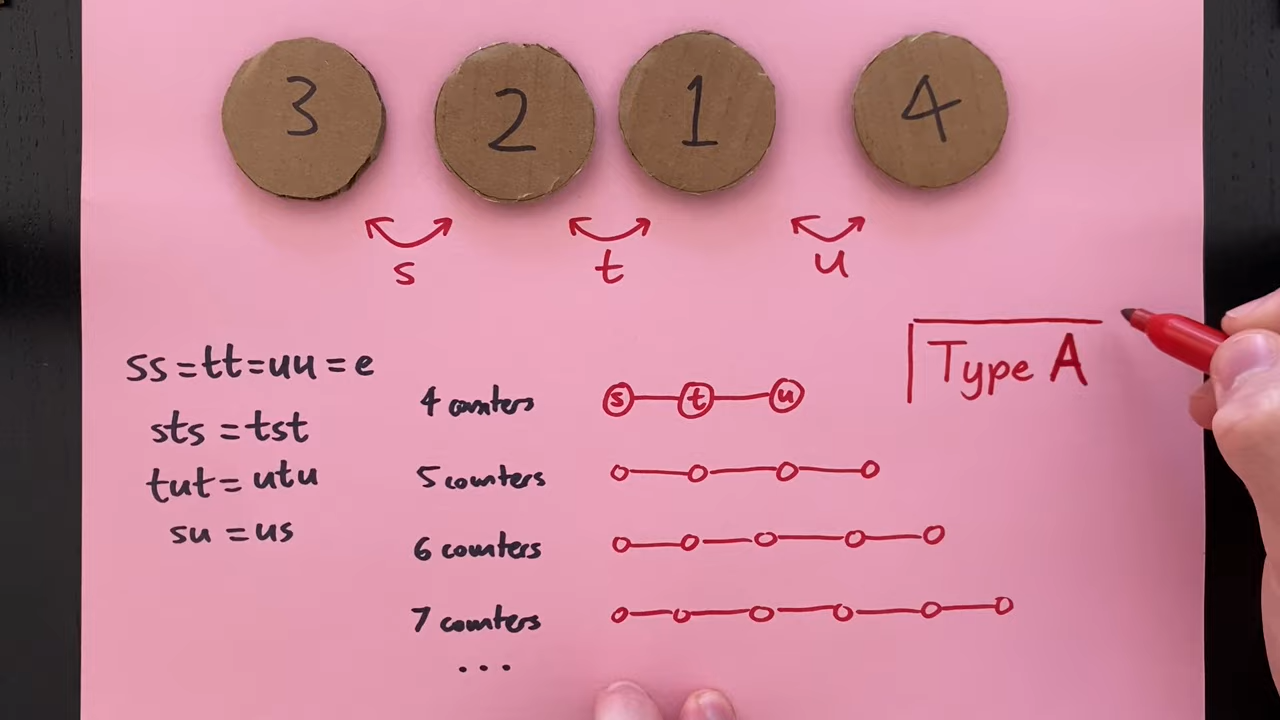 3 2 1 4
s t u
Type A
ss = tt = uu = e
sts = tst
tut = utu
su = us
4 counters s t u
5 counters
6 counters
7 counters
...